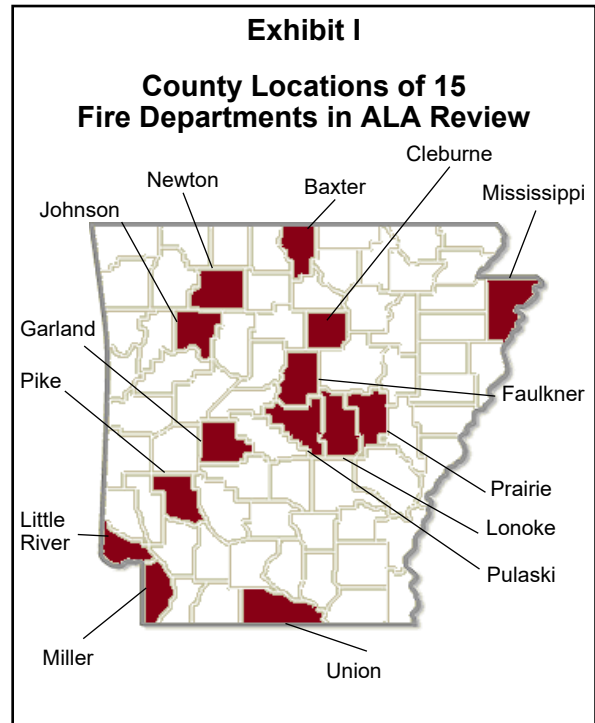 Exhibit I
County Locations of 15
Fire Departments in ALA Review
Cleburne
Newton
Baxter
Mississippi
Johnson
Garland
Pike
Faulkner
Prairie
Little
River
Lonoke
Pulaski
Miller
Union